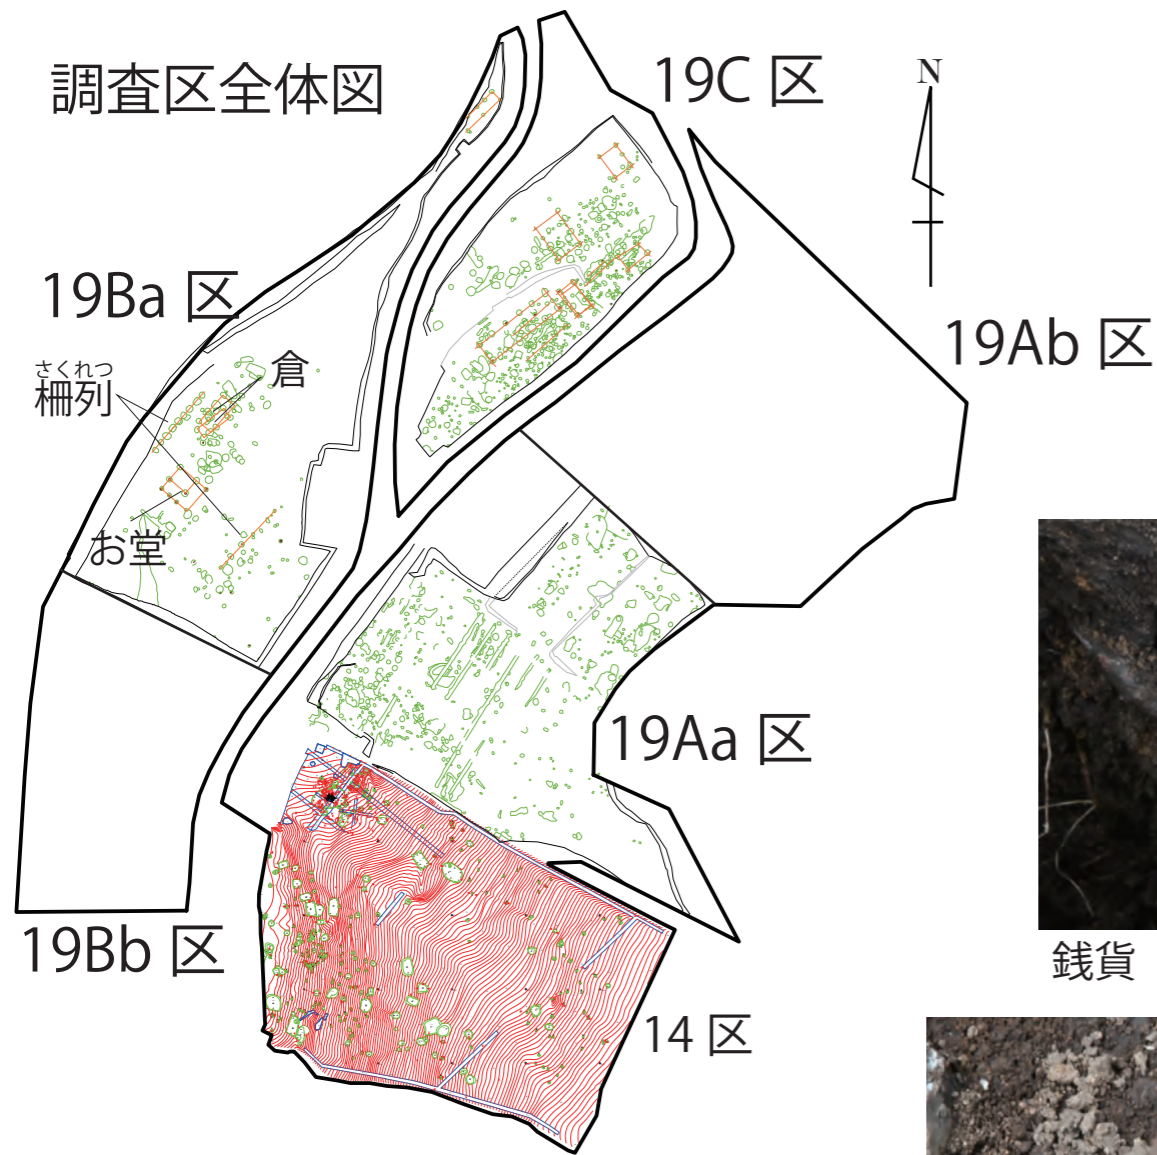 調査区全体図
19C 区
N
19Ba 区
19Ab 区
さくれつ
柵列
倉
お堂
19Aa 区
19Bb 区
銭貨
14 区